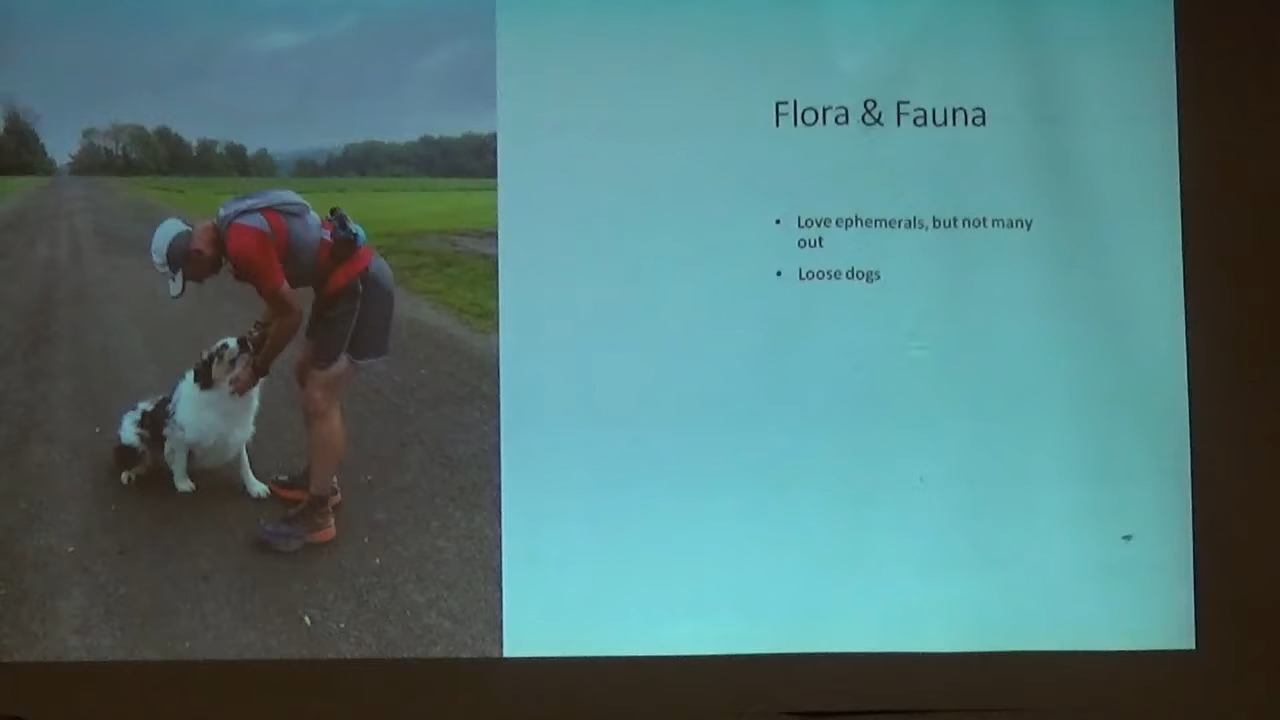 Flora & Fauna
• Love ephemerals, but not many
out
• Loose dogs